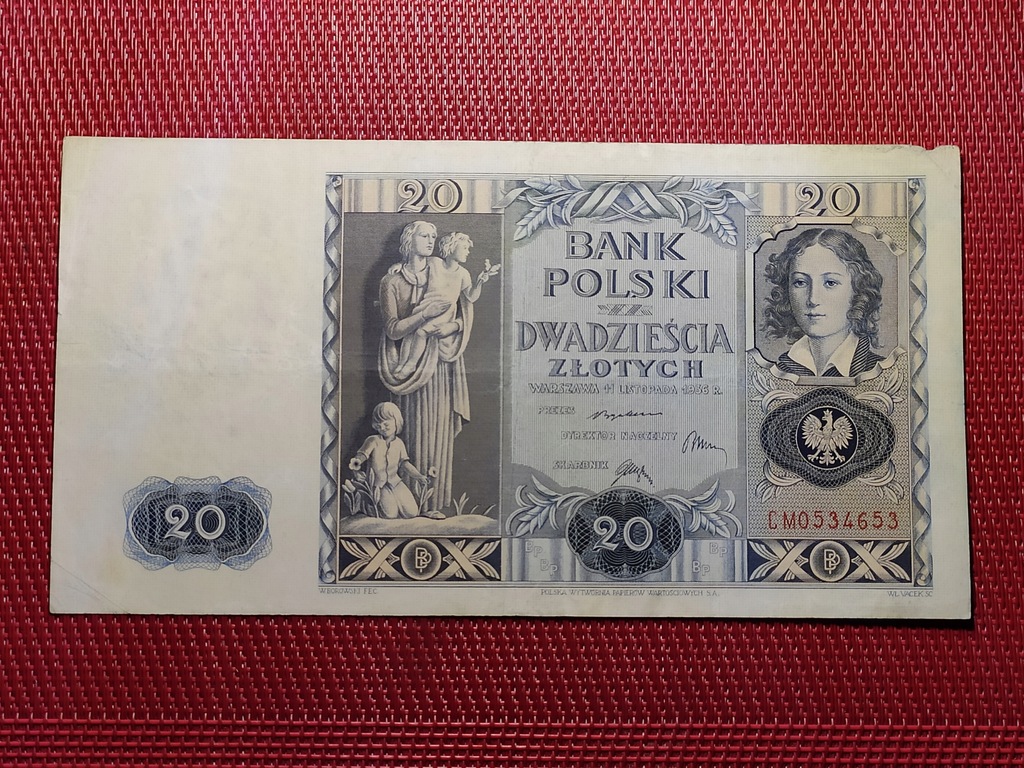 20
20
BANK
POLSKI
DWADZIEŚCIA
ZŁOTYCH
WARSZAWA 11 LISTOPADA 1936 R.
PREZES
DYREKTOR NACZELNY
SKARBNIK
20
20
BP
BP
BP
BP
BP
BP
M0534653
W.BOROWSKI FEC.
POLSKA WYTWÓRNIA PAPIERÓW WARTOŚCIOWYCH S.A.
WŁ.VACEK SC.